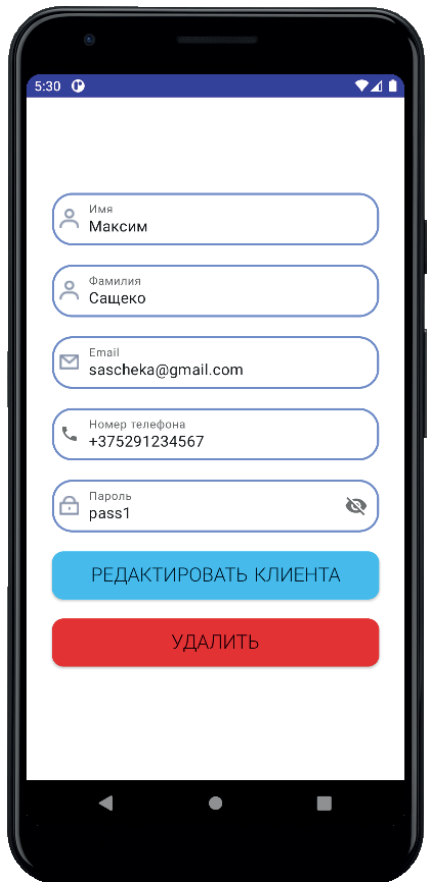 5:30
Имя
Максим
Фамилия
Сащеко
Email
sascheka@gmail.com
Номер телефона
+375291234567
Пароль
pass1
РЕДАКТИРОВАТЬ КЛИЕНТА
УДАЛИТЬ